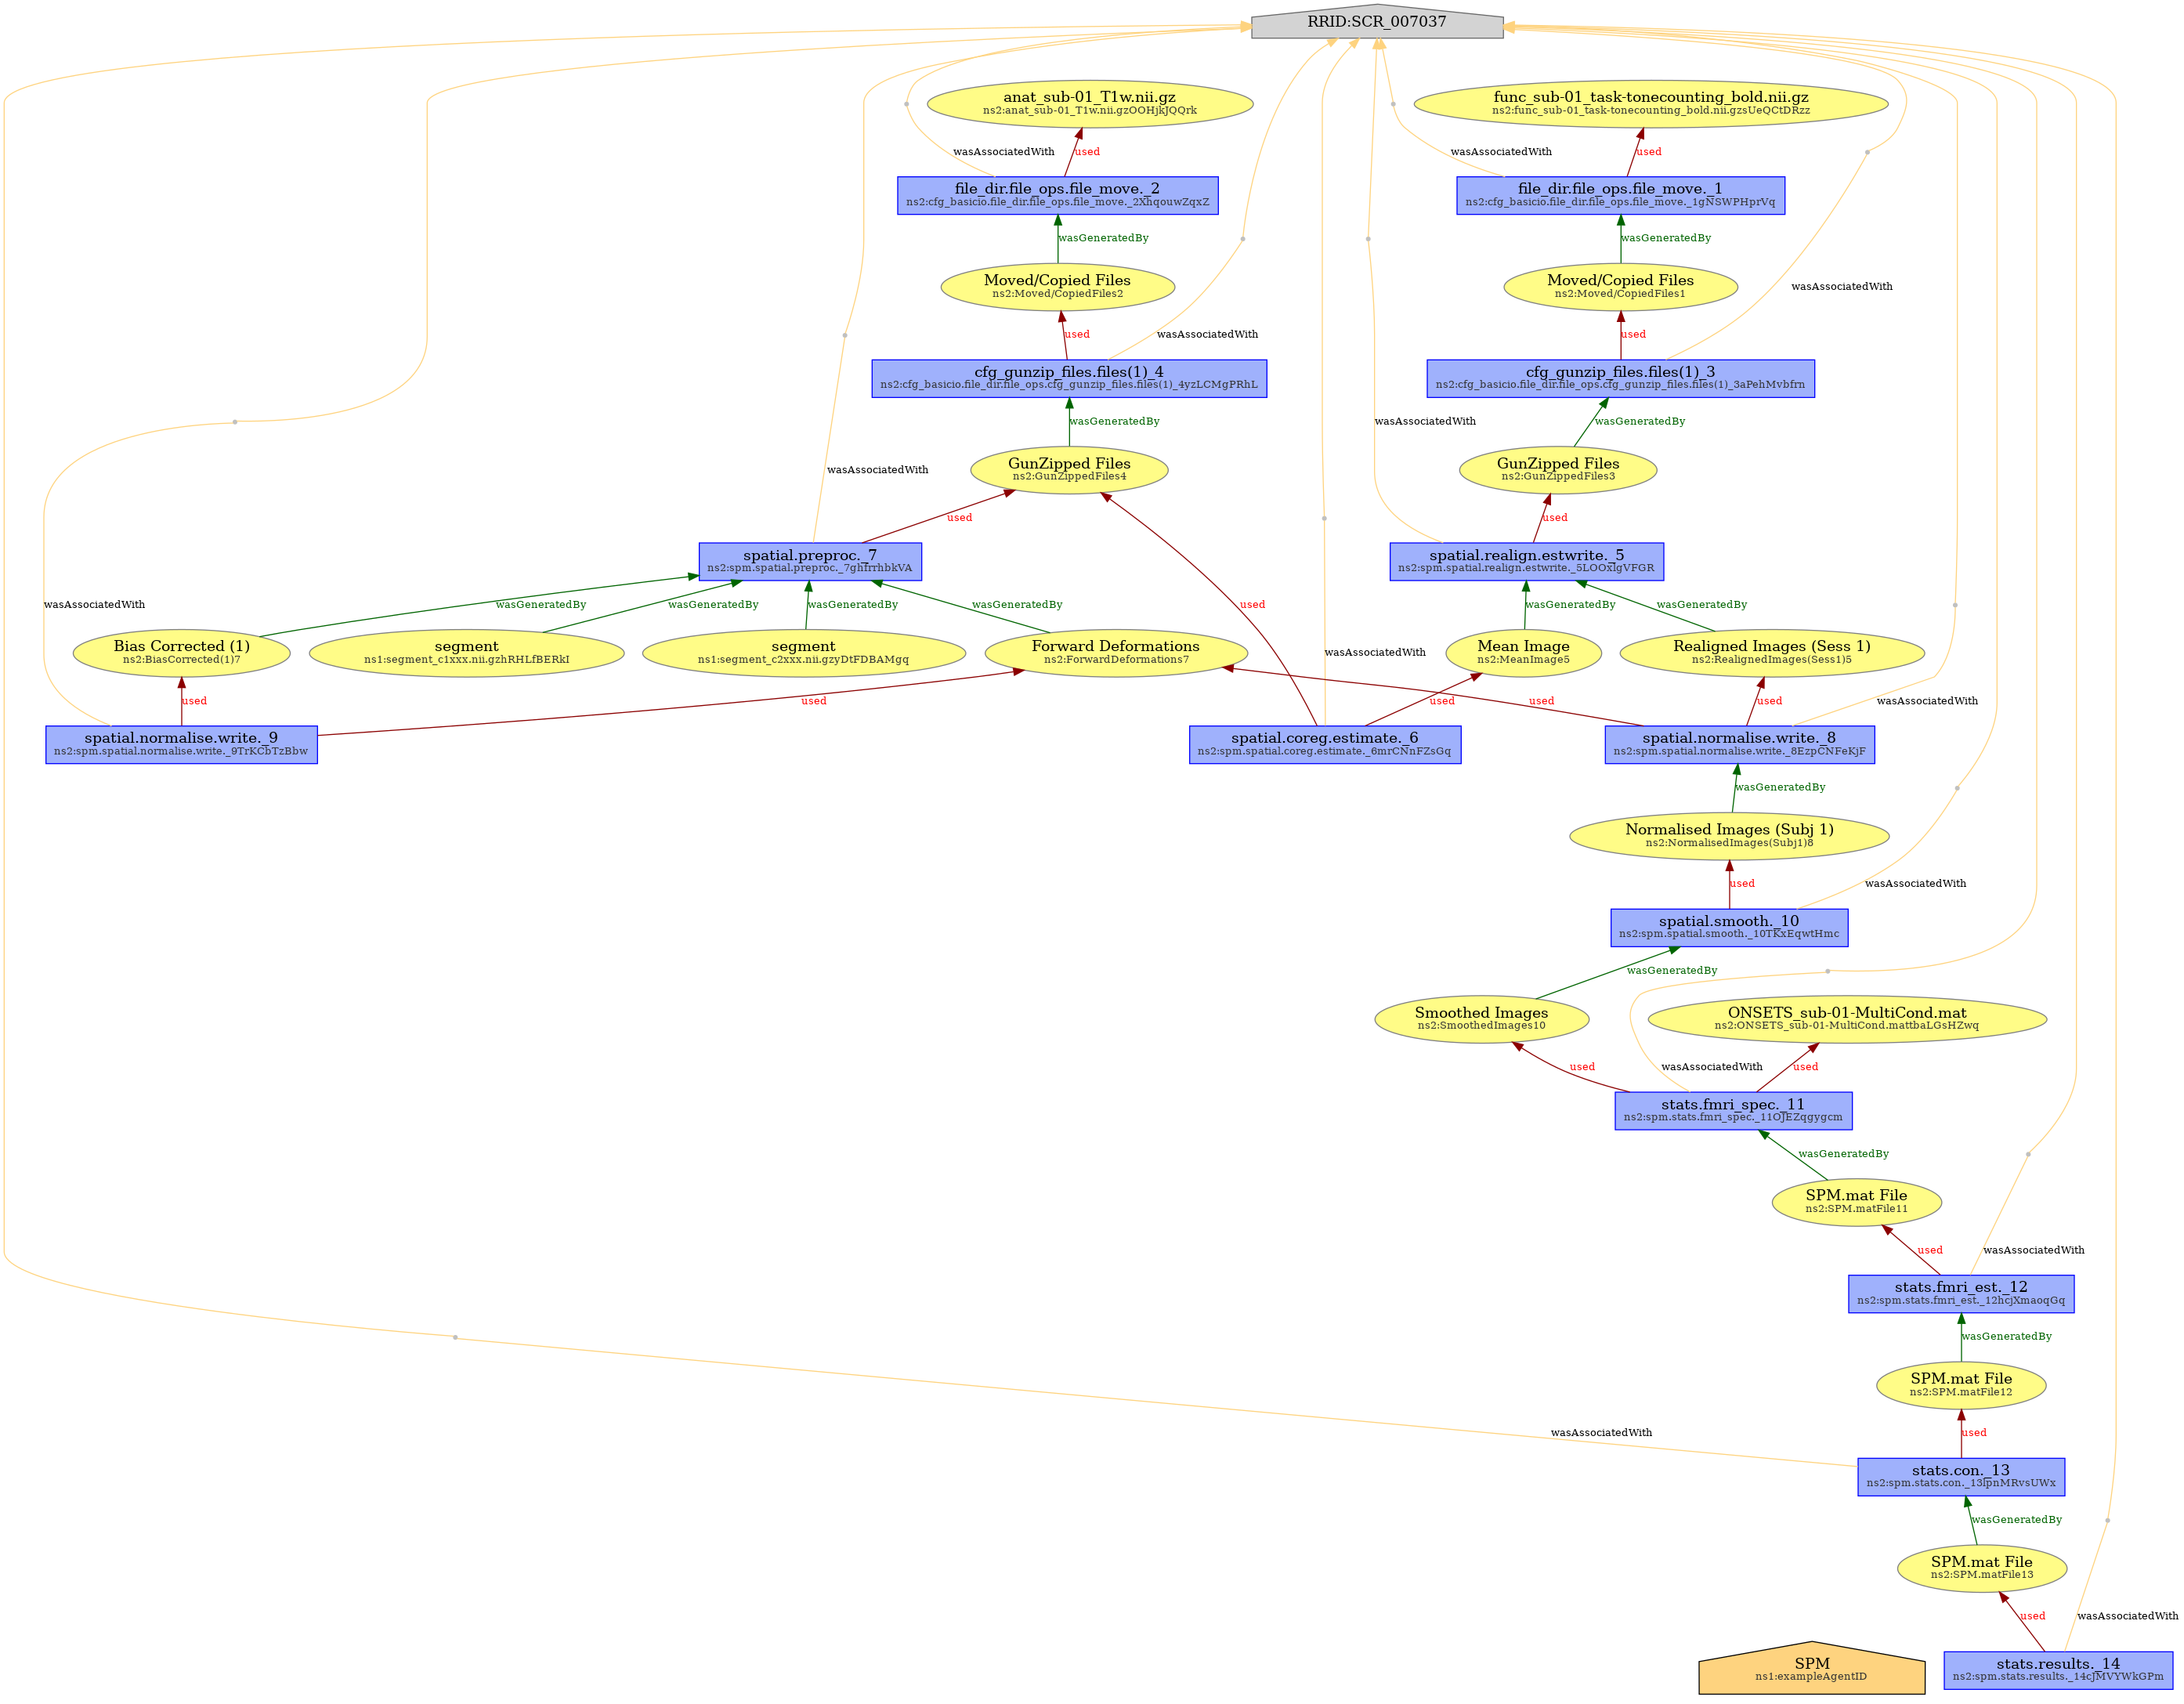 RRID:SCR_007037
anat_sub-01_T1w.nii.gz
ns2:anat_sub-01_T1w.nii.gzOOHjkJQQrk
func_sub-01_task-tonecounting_bold.nii.gz
ns2:func_sub-01_task-tonecounting_bold.nii.gzsUeQCtDRzz
wasAssociatedWith
used
wasAssociatedWith
used
file_dir.file_ops.file_move._2
ns2:cfg_basicio.file_dir.file_ops.file_move._2XhqouwZqxZ
file_dir.file_ops.file_move._1
ns2:cfg_basicio.file_dir.file_ops.file_move._1gNSWPHprVq
wasGeneratedBy
wasGeneratedBy
Moved/Copied Files
ns2:Moved/CopiedFiles2
Moved/Copied Files
ns2:Moved/CopiedFiles1
wasAssociatedWith
used
wasAssociatedWith
used
cfg_gunzip_files.files(1)_4
ns2:cfg_basicio.file_dir.file_ops.cfg_gunzip_files.files(1)_4yzLCMgPRhL
cfg_gunzip_files.files(1)_3
ns2:cfg_basicio.file_dir.file_ops.cfg_gunzip_files.files(1)_3aPehMvbfrn
wasGeneratedBy
wasAssociatedWith
wasGeneratedBy
wasAssociatedWith
GunZipped Files
ns2:GunZippedFiles4
GunZipped Files
ns2:GunZippedFiles3
used
used
spatial.preproc._7
ns2:spm.spatial.preproc._7ghfrrhbkVA
spatial.realign.estwrite._5
ns2:spm.spatial.realign.estwrite._5LOOxlgVFGR
wasAssociatedWith
wasGeneratedBy
wasGeneratedBy
wasGeneratedBy
wasGeneratedBy
used
wasGeneratedBy
wasGeneratedBy
Bias Corrected (1)
ns2:BiasCorrected(1)7
segment
ns1:segment_c1xxx.nii.gzhRHLfBERkI
segment
ns1:segment_c2xxx.nii.gzyDtFDBAMgq
Forward Deformations
ns2:ForwardDeformations7
wasAssociatedWith
Mean Image
ns2:MeanImage5
Realigned Images (Sess 1)
ns2:RealignedImages(Sess1)5
used
used
used
used
used
wasAssociatedWith
spatial.normalise.write._9
ns2:spm.spatial.normalise.write._9TrKCbTzBbw
spatial.coreg.estimate._6
ns2:spm.spatial.coreg.estimate._6mrCNnFZsGq
spatial.normalise.write._8
ns2:spm.spatial.normalise.write._8EzpCNFeKjF
wasGeneratedBy
Normalised Images (Subj 1)
ns2:NormalisedImages(Subj1)8
used
wasAssociatedWith
spatial.smooth._10
ns2:spm.spatial.smooth._10TKxEqwtHmc
wasGeneratedBy
Smoothed Images
ns2:SmoothedImages10
ONSETS_sub-01-MultiCond.mat
ns2:ONSETS_sub-01-MultiCond.mattbaLGsHZwq
used
wasAssociatedWith
used
stats.fmri_spec._11
ns2:spm.stats.fmri_spec._11OJEZqgygcm
wasGeneratedBy
SPM.mat File
ns2:SPM.matFile11
used
wasAssociatedWith
stats.fmri_est._12
ns2:spm.stats.fmri_est._12hcjXmaoqGq
wasGeneratedBy
SPM.mat File
ns2:SPM.matFile12
wasAssociatedWith
used
stats.con._13
ns2:spm.stats.con._13lpnMRvsUWx
wasGeneratedBy
SPM.mat File
ns2:SPM.matFile13
used
wasAssociatedWith
SPM
ns1:exampleAgentID
stats.results._14
ns2:spm.stats.results._14cJMVYWkGPm